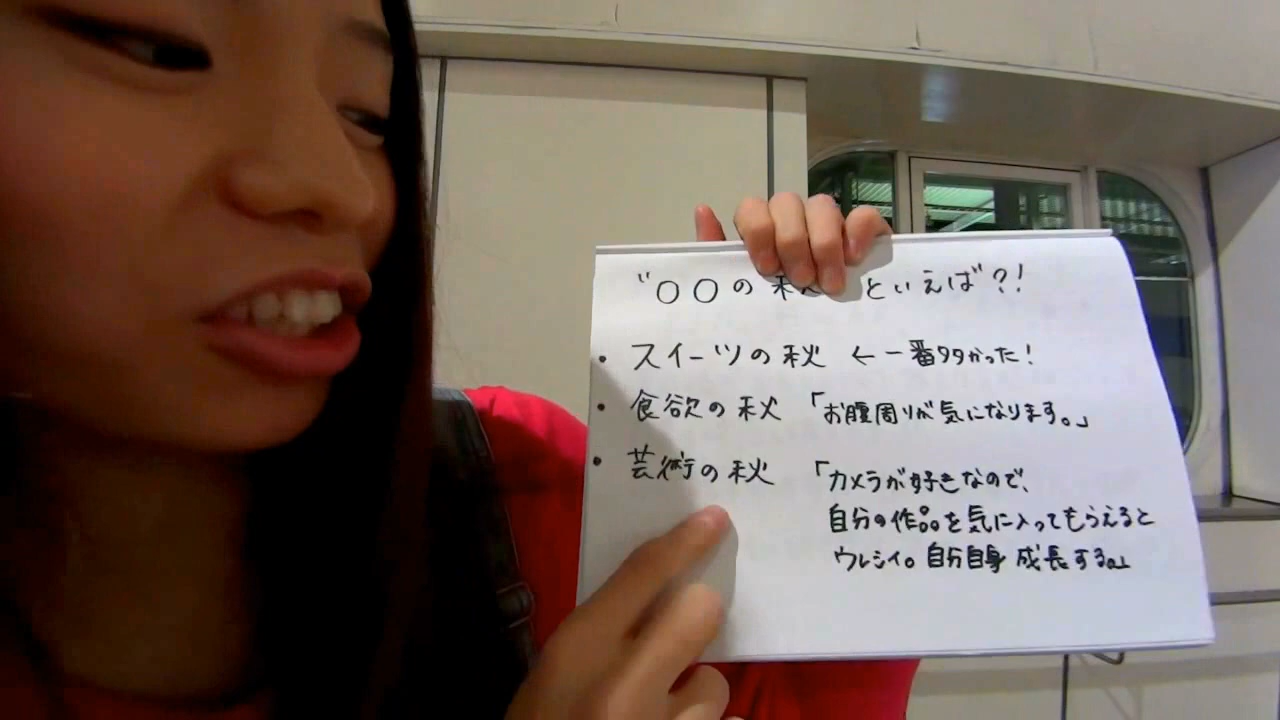 "〇〇の秋 といえば"?!
・スイーツの秋 ←一番多かった!
・食欲の秋 「お腹周りが気になります。」
・芸術の秋 「カメラが好きなので、
自分の作品を気に入ってもらえると
ウレシイ。自分自身 成長する。」